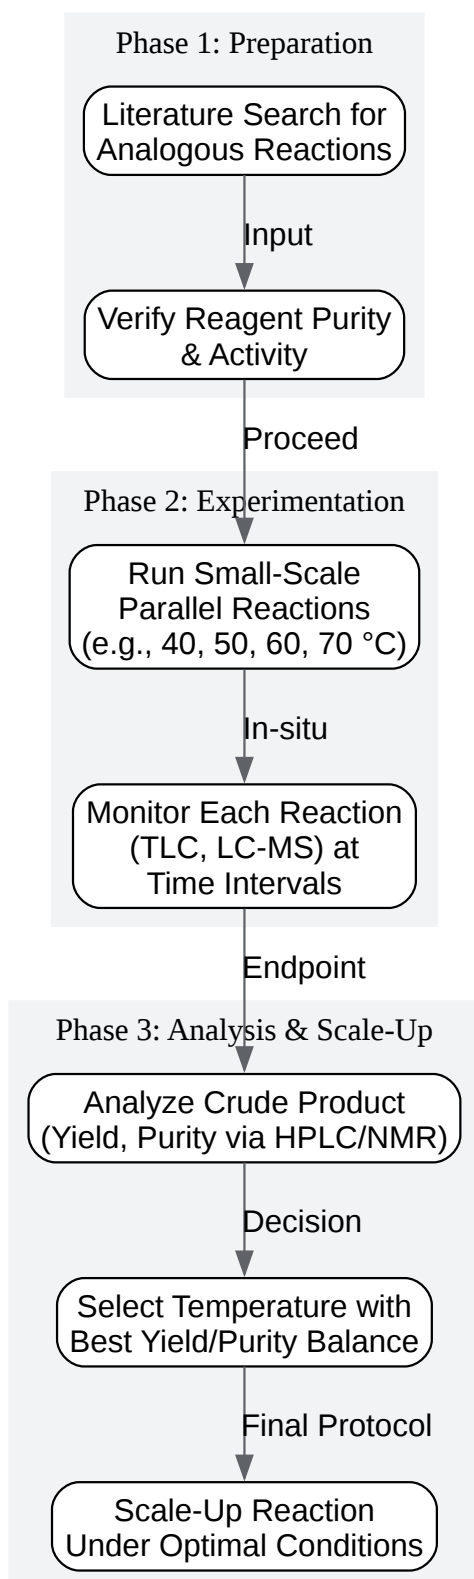 Phase 1: Preparation
Literature Search for
Analogous Reactions
Input
Verify Reagent Purity
& Activity
Proceed
Phase 2: Experimentation
Run Small-Scale
Parallel Reactions
(e.g., 40, 50, 60, 70 °C)
In-situ
Monitor Each Reaction
(TLC, LC-MS) at
Time Intervals
Endpoint
Phase 3: Analysis & Scale-Up
Analyze Crude Product
(Yield, Purity via HPLC/NMR)
Decision
Select Temperature with
Best Yield/Purity Balance
Final Protocol
Scale-Up Reaction
Under Optimal Conditions